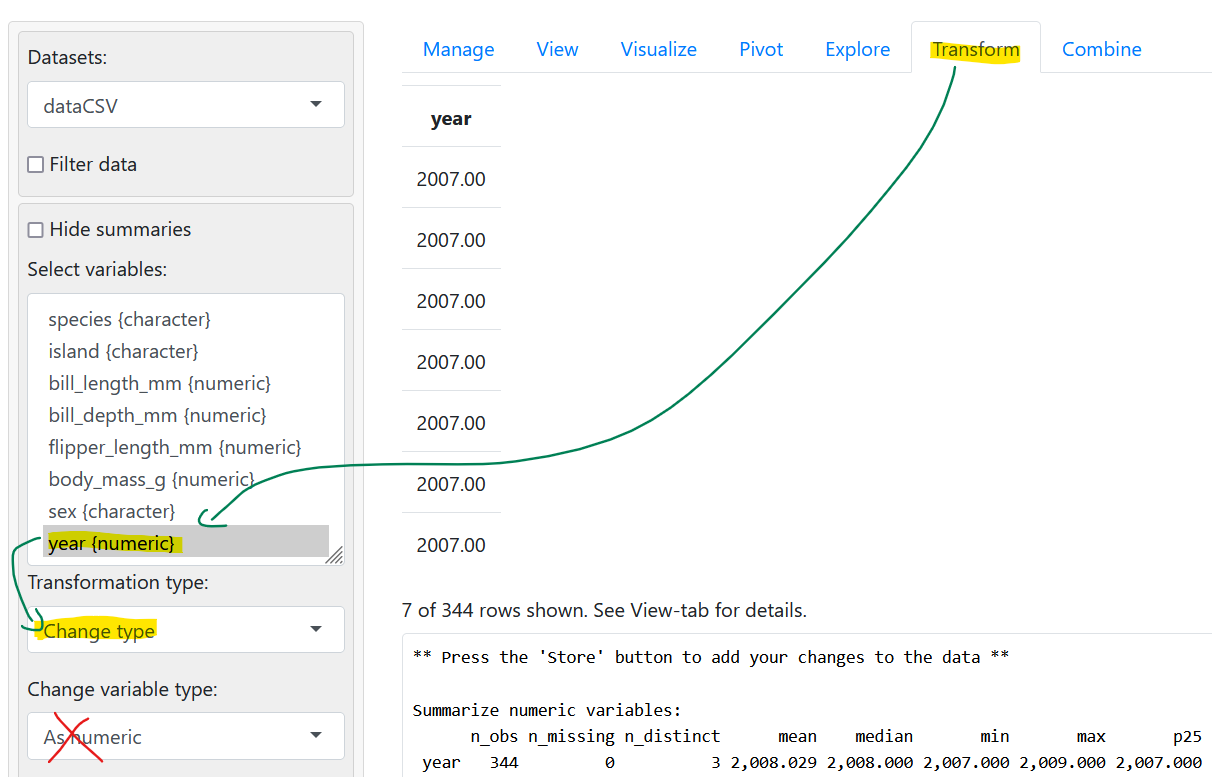 Datasets:
dataCSV
Filter data
Hide summaries
Select variables:
species {character}
island {character}
bill_length_mm {numeric}
bill_depth_mm {numeric}
flipper_length_mm {numeric}
body_mass_g {numeric}
sex {character}
year {numeric}
Transformation type:
Change type
Change variable type:
As numeric
Manage View Visualize Pivot Explore Transform Combine
year
2007.00
2007.00
2007.00
2007.00
2007.00
2007.00
2007.00
7 of 344 rows shown. See View-tab for details.
** Press the 'Store' button to add your changes to the data **
Summarize numeric variables:
n_obs n_missing n_distinct mean median min max p25
year 344 0 3 2,008.029 2,008.000 2,007.000 2,009.000 2,007.000